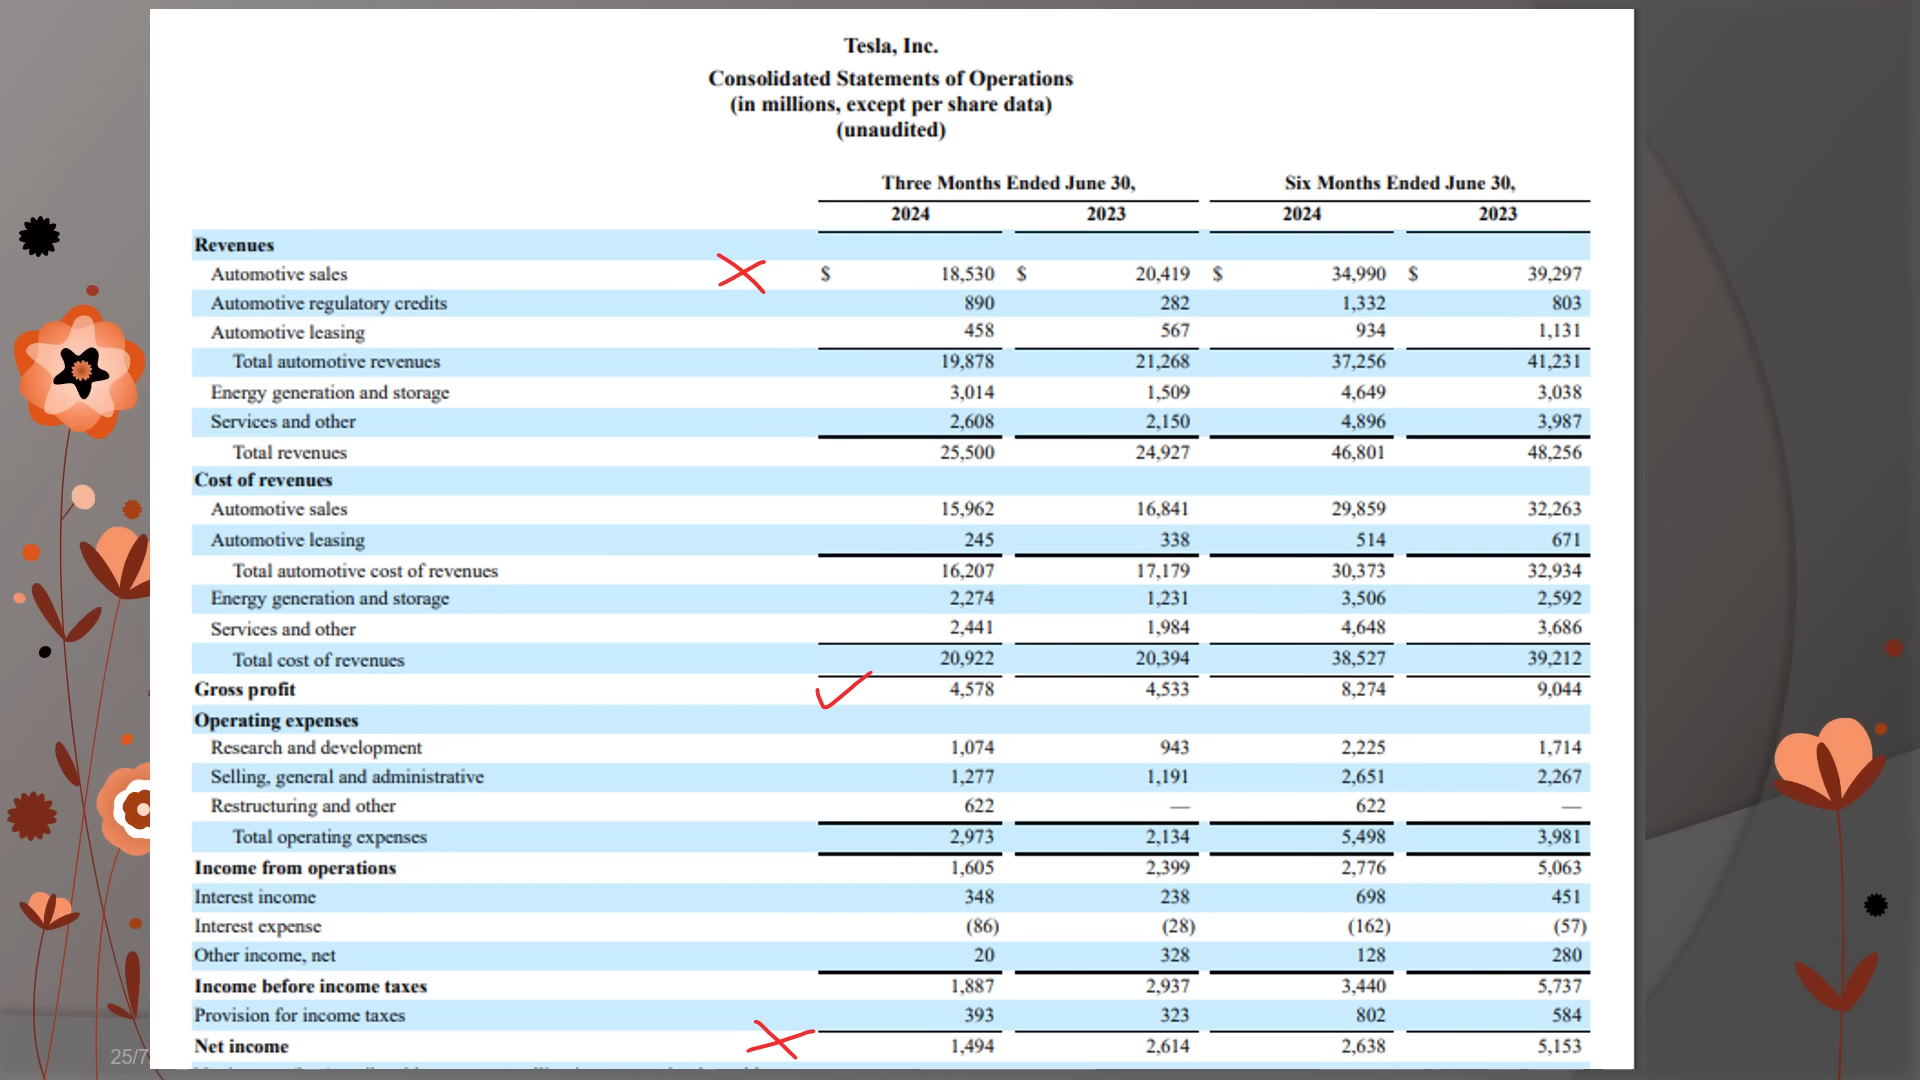 Tesla, Inc.
Consolidated Statements of Operations
(in millions, except per share data)
(unaudited)
Three Months Ended June 30, Six Months Ended June 30,
2024 2023 2024 2023
Revenues
Automotive sales $ 18,530 $ 20,419 $ 34,990 $ 39,297
Automotive regulatory credits 890 282 1,332 803
Automotive leasing 458 567 934 1,131
Total automotive revenues 19,878 21,268 37,256 41,231
Energy generation and storage 3,014 1,509 4,649 3,038
Services and other 2,608 2,150 4,896 3,987
Total revenues 25,500 24,927 46,801 48,256
Cost of revenues
Automotive sales 15,962 16,841 29,859 32,263
Automotive leasing 245 338 514 671
Total automotive cost of revenues 16,207 17,179 30,373 32,934
Energy generation and storage 2,274 1,231 3,506 2,592
Services and other 2,441 1,984 4,648 3,686
Total cost of revenues 20,922 20,394 38,527 39,212
Gross profit 4,578 4,533 8,274 9,044
Operating expenses
Research and development 1,074 943 2,225 1,714
Selling, general and administrative 1,277 1,191 2,651 2,267
Restructuring and other 622 — 622 —
Total operating expenses 2,973 2,134 5,498 3,981
Income from operations 1,605 2,399 2,776 5,063
Interest income 348 238 698 451
Interest expense (86) (28) (162) (57)
Other income, net 20 328 128 280
Income before income taxes 1,887 2,937 3,440 5,737
Provision for income taxes 393 323 802 584
Net income 1,494 2,614 2,638 5,153
25/7